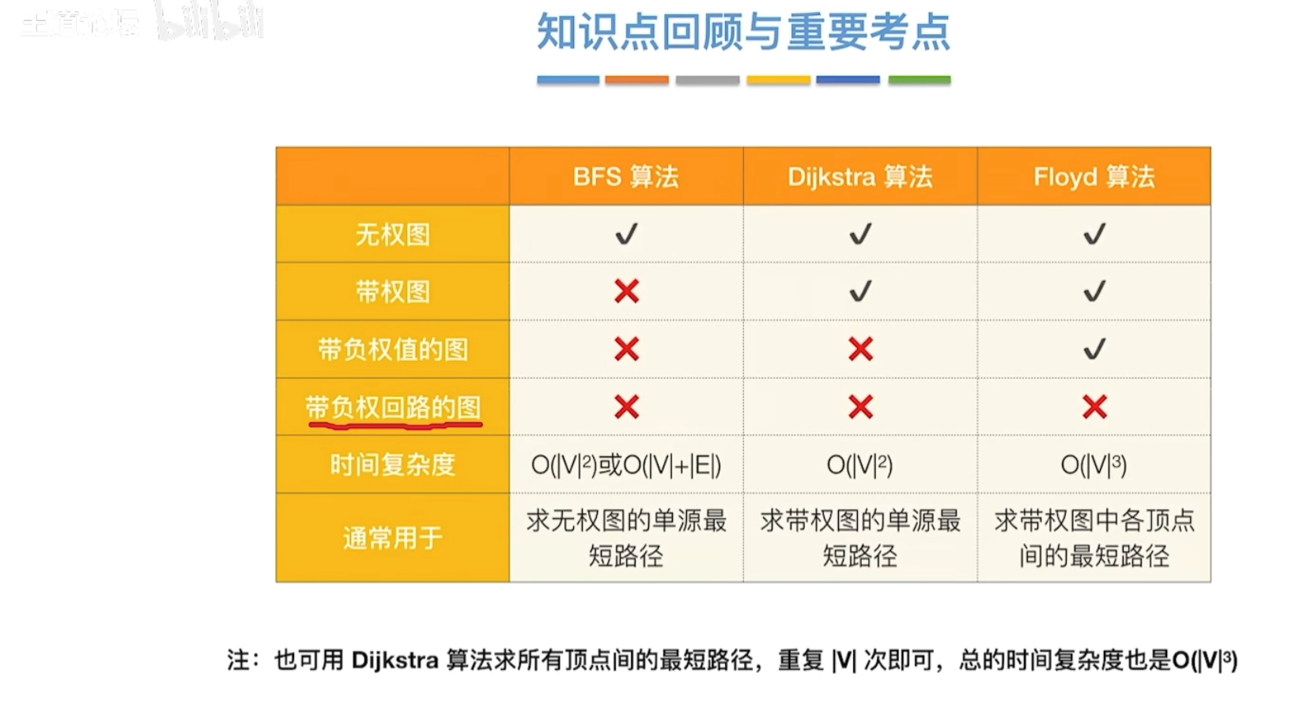 bilibili
知识点回顾与重要考点
BFS 算法 Dijkstra 算法 Floyd 算法
无权图 ✓ ✓ ✓
带权图 ❌ ✓ ✓
带负权值的图 ❌ ❌ ✓
带负权回路的图 ❌ ❌ ❌
时间复杂度 O(|V|²)或O(|V|+|E|) O(|V|²) O(|V|³)
通常用于 求无权图的单源最短路径 求带权图的单源最短路径 求带权图中各顶点间的最短路径
注：也可用 Dijkstra 算法求所有顶点间的最短路径，重复 |V| 次即可，总的时间复杂度也是O(|V|³)